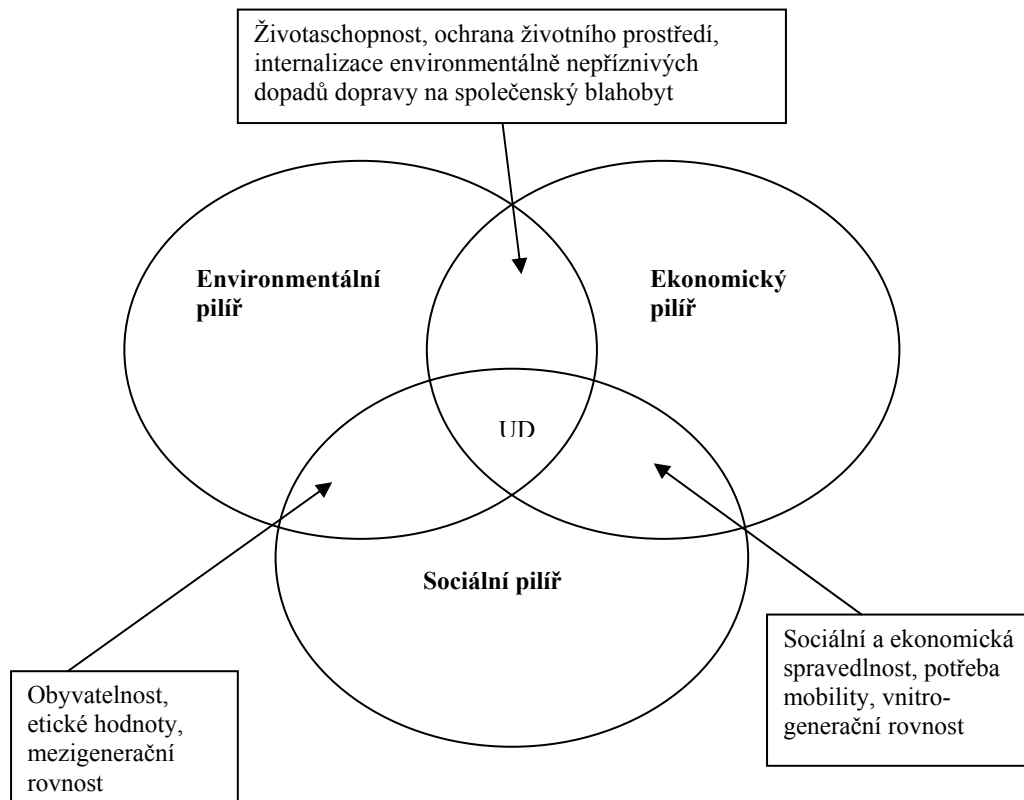 Životaschopnost, ochrana životního prostředí,
internalizace environmentálně nepříznivých
dopadů dopravy na společenský blahobyt
Environmentální
pilíř
Ekonomický
pilíř
UD
Sociální pilíř
Obyvatelnost,
etické hodnoty,
mezigenerační
rovnost
Sociální a ekonomická
spravedlnost, potřeba
mobility, vnitro-
generační rovnost